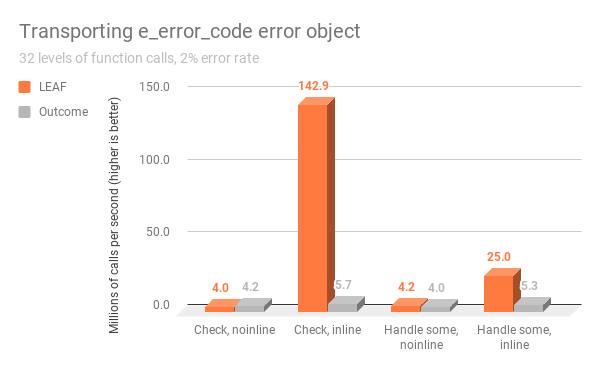 Transporting e_error_code error object
32 levels of function calls, 2% error rate
LEAF
Outcome
Millions of calls per second (higher is better)
150.0
100.0
50.0
0.0
4.0
4.2
142.9
5.7
4.2
4.0
25.0
5.3
Check, noinline
Check, inline
Handle some,
noinline
Handle some,
inline